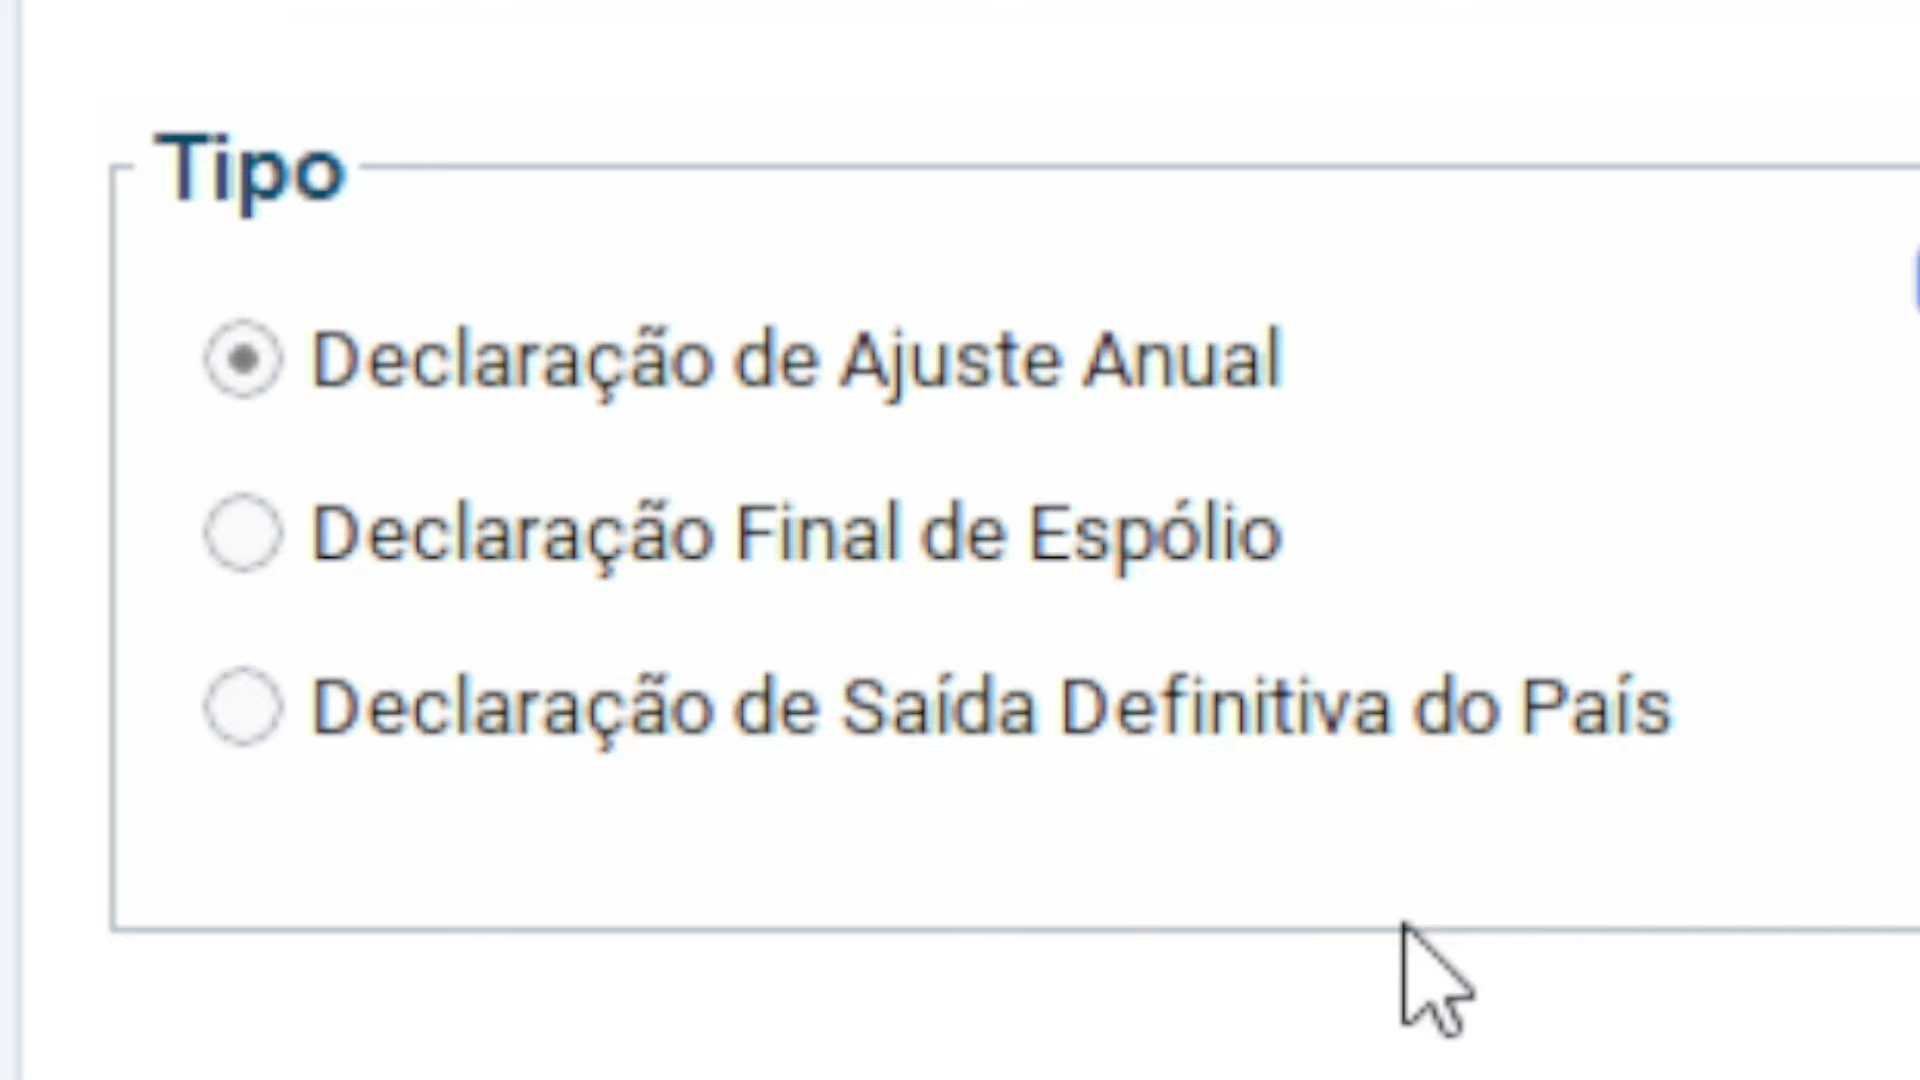 Tipo
Declaração de Ajuste Anual
Declaração Final de Espólio
Declaração de Saída Definitiva do País